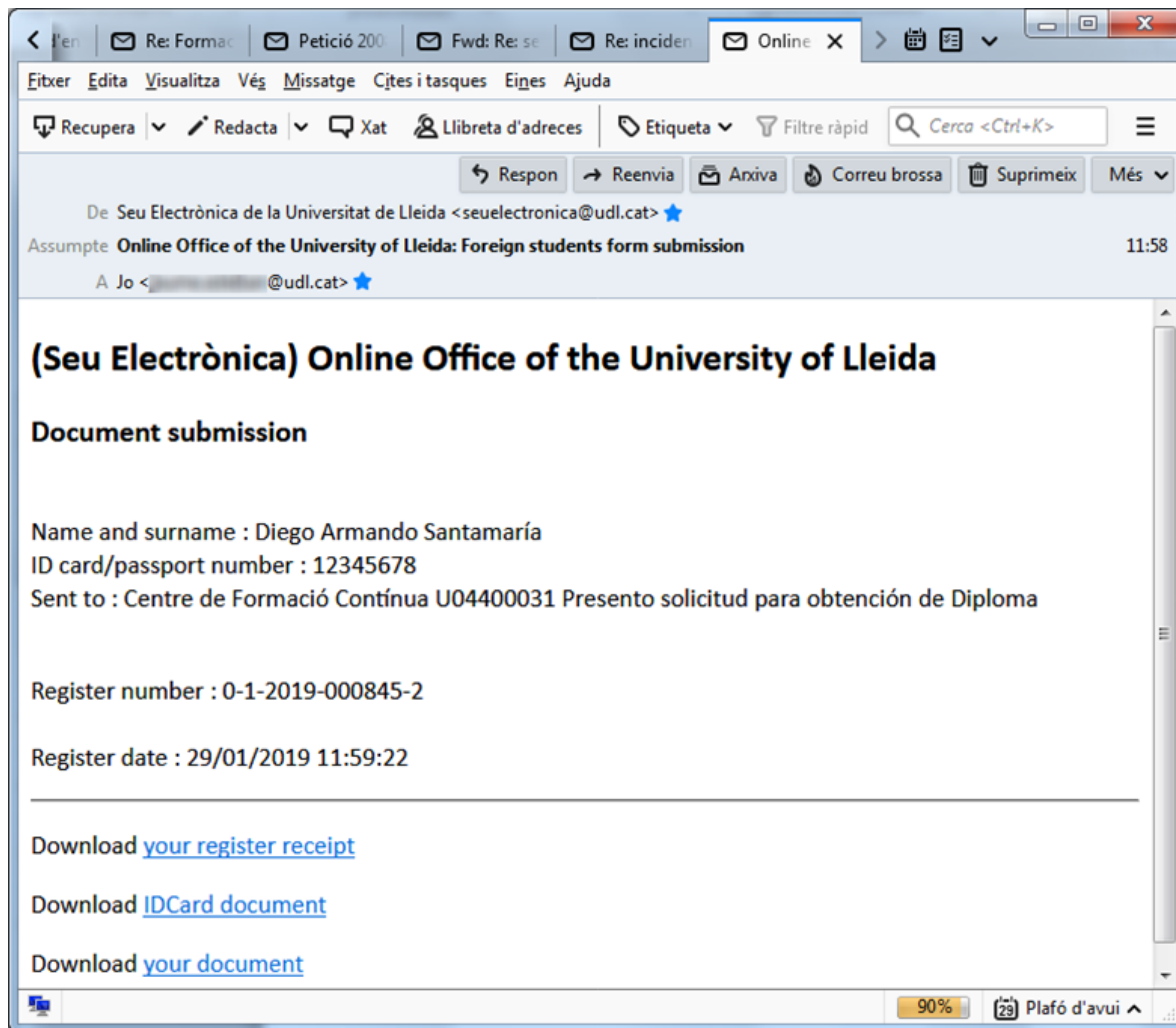 l'en Re: Formac Petició 200 Fwd: Re: se Re: inciden Online
Fitxer Edita Visualitza Vés Missatge Cites i tasques Eines Ajuda
Recupera Redacta Xat Llibreta d'adreces Etiqueta Filtre ràpid Cerca <Ctrl+K>
Respon Reenvia Arxiva Correu brossa Suprimeix Més
De Seu Electrònica de la Universitat de Lleida <seuelectronica@udl.cat>
Assumpte Online Office of the University of Lleida: Foreign students form submission 11:58
A Jo < @udl.cat>
(Seu Electrònica) Online Office of the University of Lleida
Document submission
Name and surname : Diego Armando Santamaría
ID card/passport number : 12345678
Sent to : Centre de Formació Contínua U04400031 Presento solicitud para obtención de Diploma
Register number : 0-1-2019-000845-2
Register date : 29/01/2019 11:59:22
Download your register receipt
Download IDCard document
Download your document
90% 29 Plafó d'avui